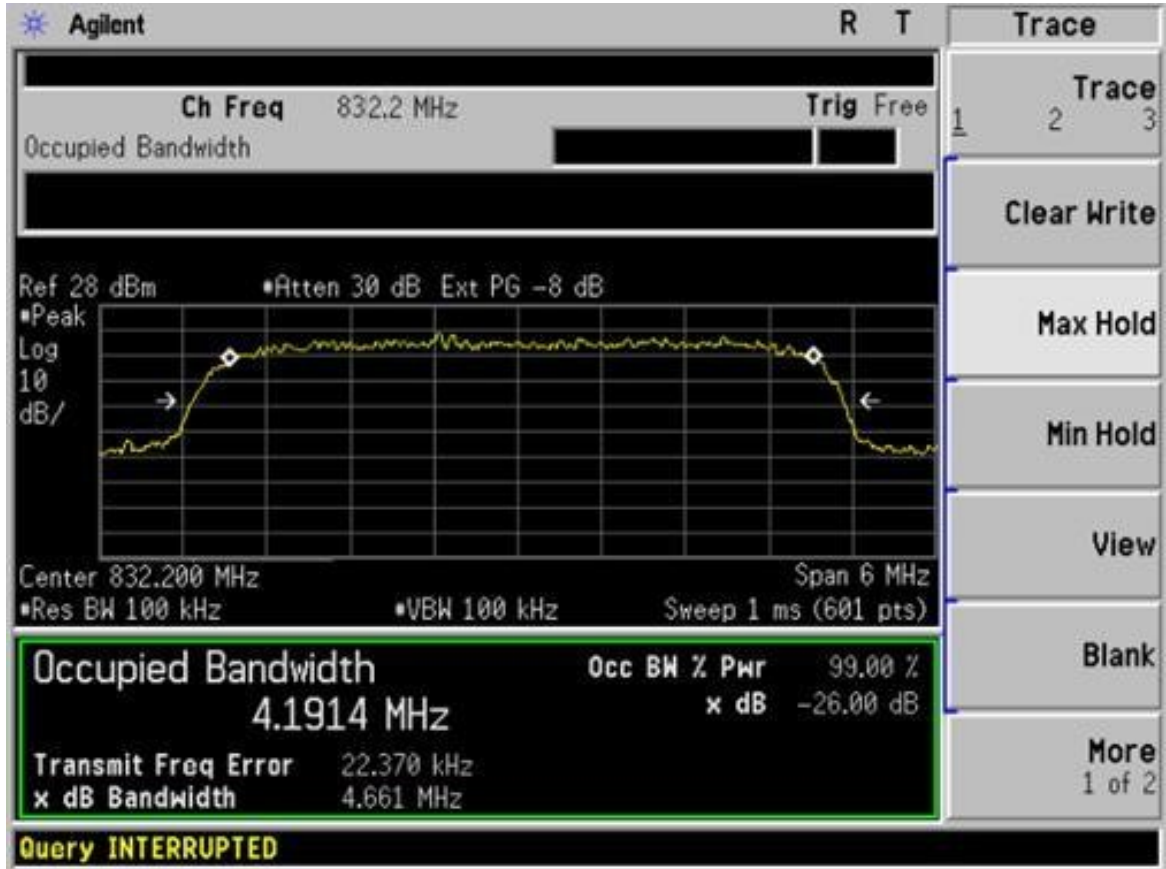 Agilent R T Trace
Trace
1 2 3
Ch Freq 832.2 MHz Trig Free
Occupied Bandwidth
Clear Write
Ref 28 dBm •Atten 30 dB Ext PG -8 dB
•Peak
Log
10
dB/
Max Hold
Min Hold
View
Center 832.200 MHz Span 6 MHz
•Res BW 100 kHz •VBW 100 kHz Sweep 1 ms (601 pts)
Occupied Bandwidth Occ BW % Pwr 99.00 %
4.1914 MHz x dB -26.00 dB
Blank
Transmit Freq Error 22.370 kHz
x dB Bandwidth 4.661 MHz
More
1 of 2
Query INTERRUPTED